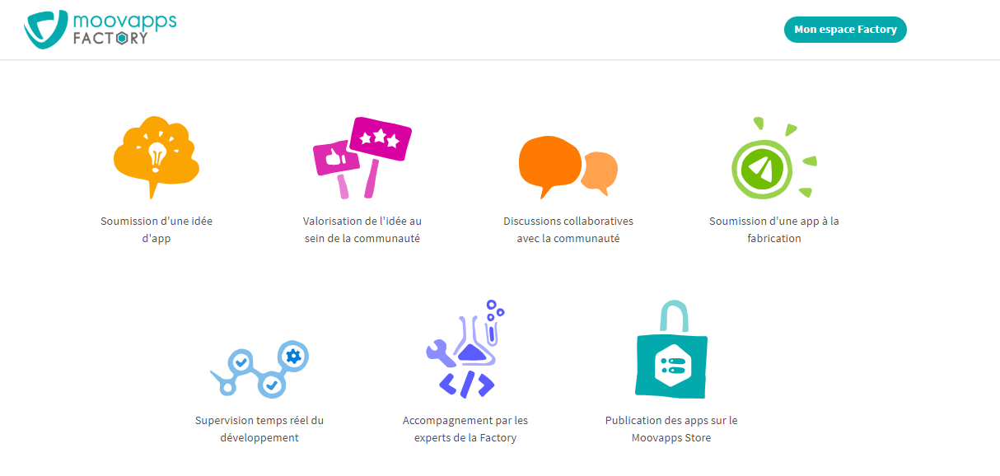 moovapps
FACTORY
Mon espace Factory
Soumission d'une idée
d'app
Valorisation de l'idée au
sein de la communauté
Discussions collaboratives
avec la communauté
Soumission d'une app à la
fabrication
Supervision temps réel du
développement
Accompagnement par les
experts de la Factory
Publication des apps sur le
Moovapps Store